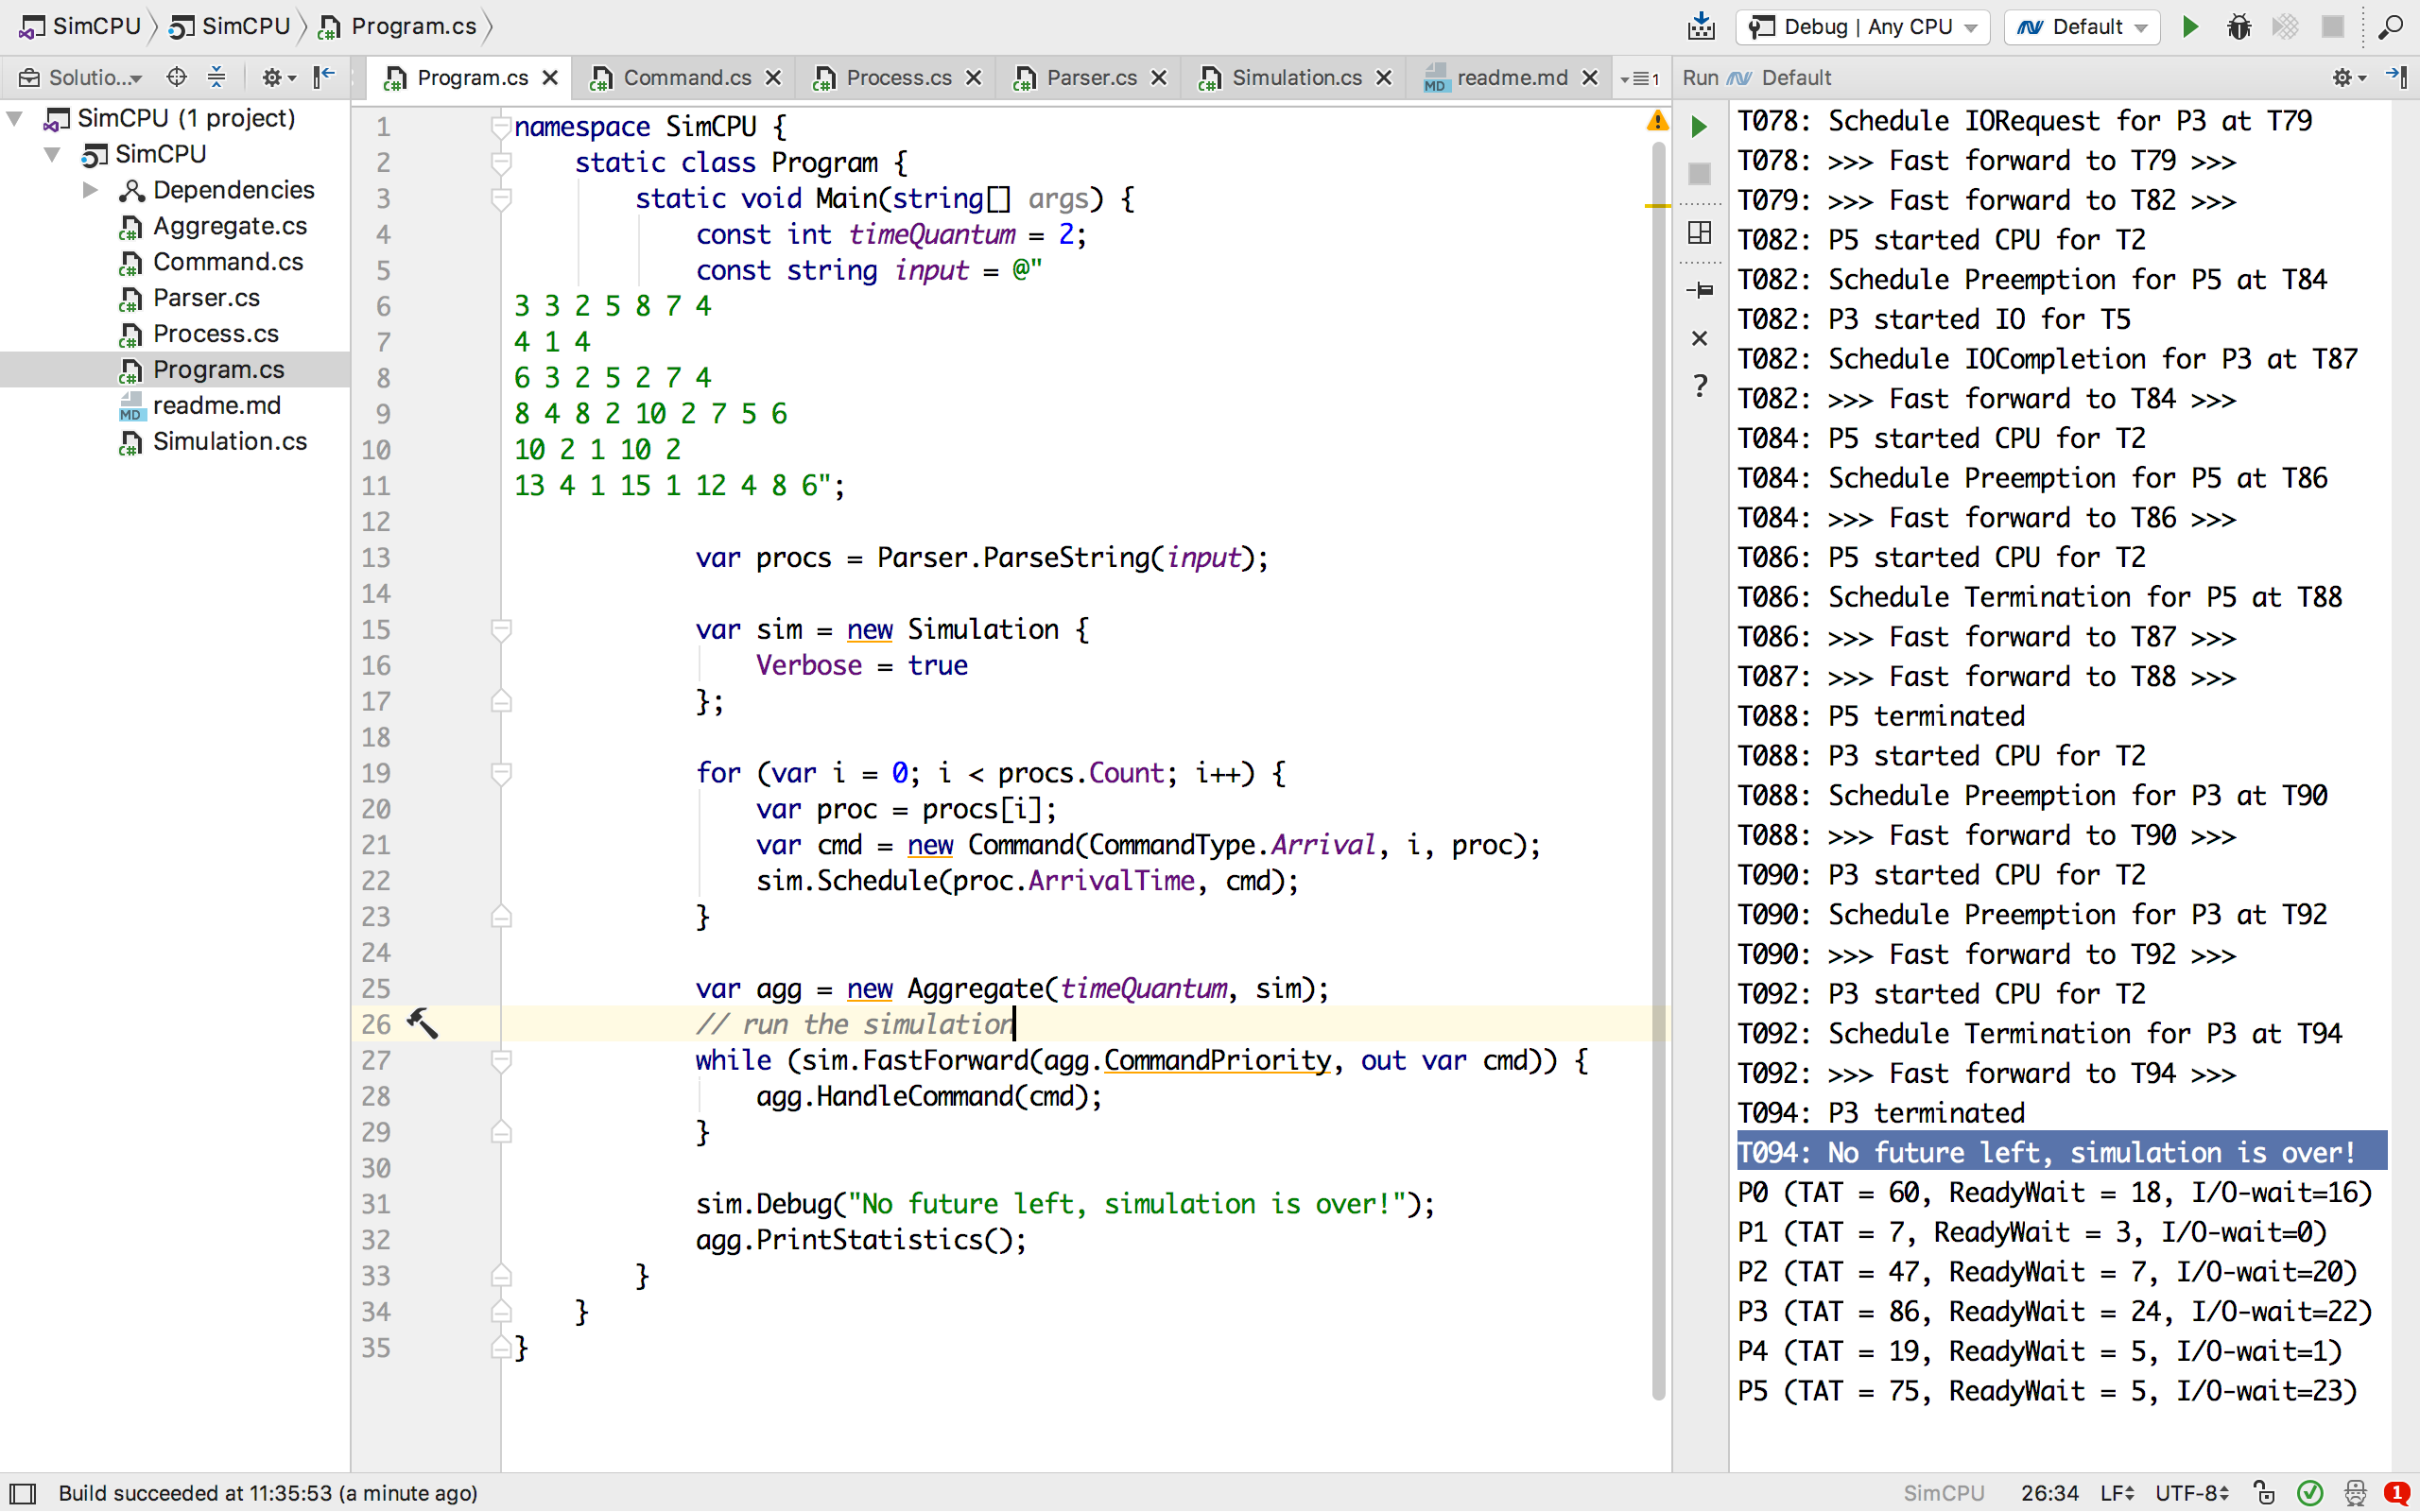 SimCPU SimCPU Program.cs
Debug | Any CPU Default
Solutio...
Program.cs Command.cs Process.cs Parser.cs Simulation.cs readme.md 1
Run Default
SimCPU (1 project)
SimCPU
Dependencies
Aggregate.cs
Command.cs
Parser.cs
Process.cs
Program.cs
readme.md
Simulation.cs
1 namespace SimCPU {
2 static class Program {
3 static void Main(string[] args) {
4 const int timeQuantum = 2;
5 const string input = @"
6 3 3 2 5 8 7 4
7 4 1 4
8 6 3 2 5 2 7 4
9 8 4 8 2 10 2 7 5 6
10 10 2 1 10 2
11 13 4 1 15 1 12 4 8 6";
12
13 var procs = Parser.ParseString(input);
14
15 var sim = new Simulation {
16 Verbose = true
17 };
18
19 for (var i = 0; i < procs.Count; i++) {
20 var proc = procs[i];
21 var cmd = new Command(CommandType.Arrival, i, proc);
22 sim.Schedule(proc.ArrivalTime, cmd);
23 }
24
25 var agg = new Aggregate(timeQuantum, sim);
26 // run the simulation
27 while (sim.FastForward(agg.CommandPriority, out var cmd)) {
28 agg.HandleCommand(cmd);
29 }
30
31 sim.Debug("No future left, simulation is over!");
32 agg.PrintStatistics();
33 }
34 }
35 }
T078: Schedule IORequest for P3 at T79
T078: >>> Fast forward to T79 >>>
T079: >>> Fast forward to T82 >>>
T082: P5 started CPU for T2
T082: Schedule Preemption for P5 at T84
T082: P3 started IO for T5
T082: Schedule IOCompletion for P3 at T87
T082: >>> Fast forward to T84 >>>
T084: P5 started CPU for T2
T084: Schedule Preemption for P5 at T86
T084: >>> Fast forward to T86 >>>
T086: P5 started CPU for T2
T086: Schedule Termination for P5 at T88
T086: >>> Fast forward to T87 >>>
T087: >>> Fast forward to T88 >>>
T088: P5 terminated
T088: P3 started CPU for T2
T088: Schedule Preemption for P3 at T90
T088: >>> Fast forward to T90 >>>
T090: P3 started CPU for T2
T090: Schedule Preemption for P3 at T92
T090: >>> Fast forward to T92 >>>
T092: P3 started CPU for T2
T092: Schedule Termination for P3 at T94
T092: >>> Fast forward to T94 >>>
T094: P3 terminated
T094: No future left, simulation is over!
P0 (TAT = 60, ReadyWait = 18, I/O-wait=16)
P1 (TAT = 7, ReadyWait = 3, I/O-wait=0)
P2 (TAT = 47, ReadyWait = 7, I/O-wait=20)
P3 (TAT = 86, ReadyWait = 24, I/O-wait=22)
P4 (TAT = 19, ReadyWait = 5, I/O-wait=1)
P5 (TAT = 75, ReadyWait = 5, I/O-wait=23)
Build succeeded at 11:35:53 (a minute ago)
SimCPU 26:34 LF UTF-8 1